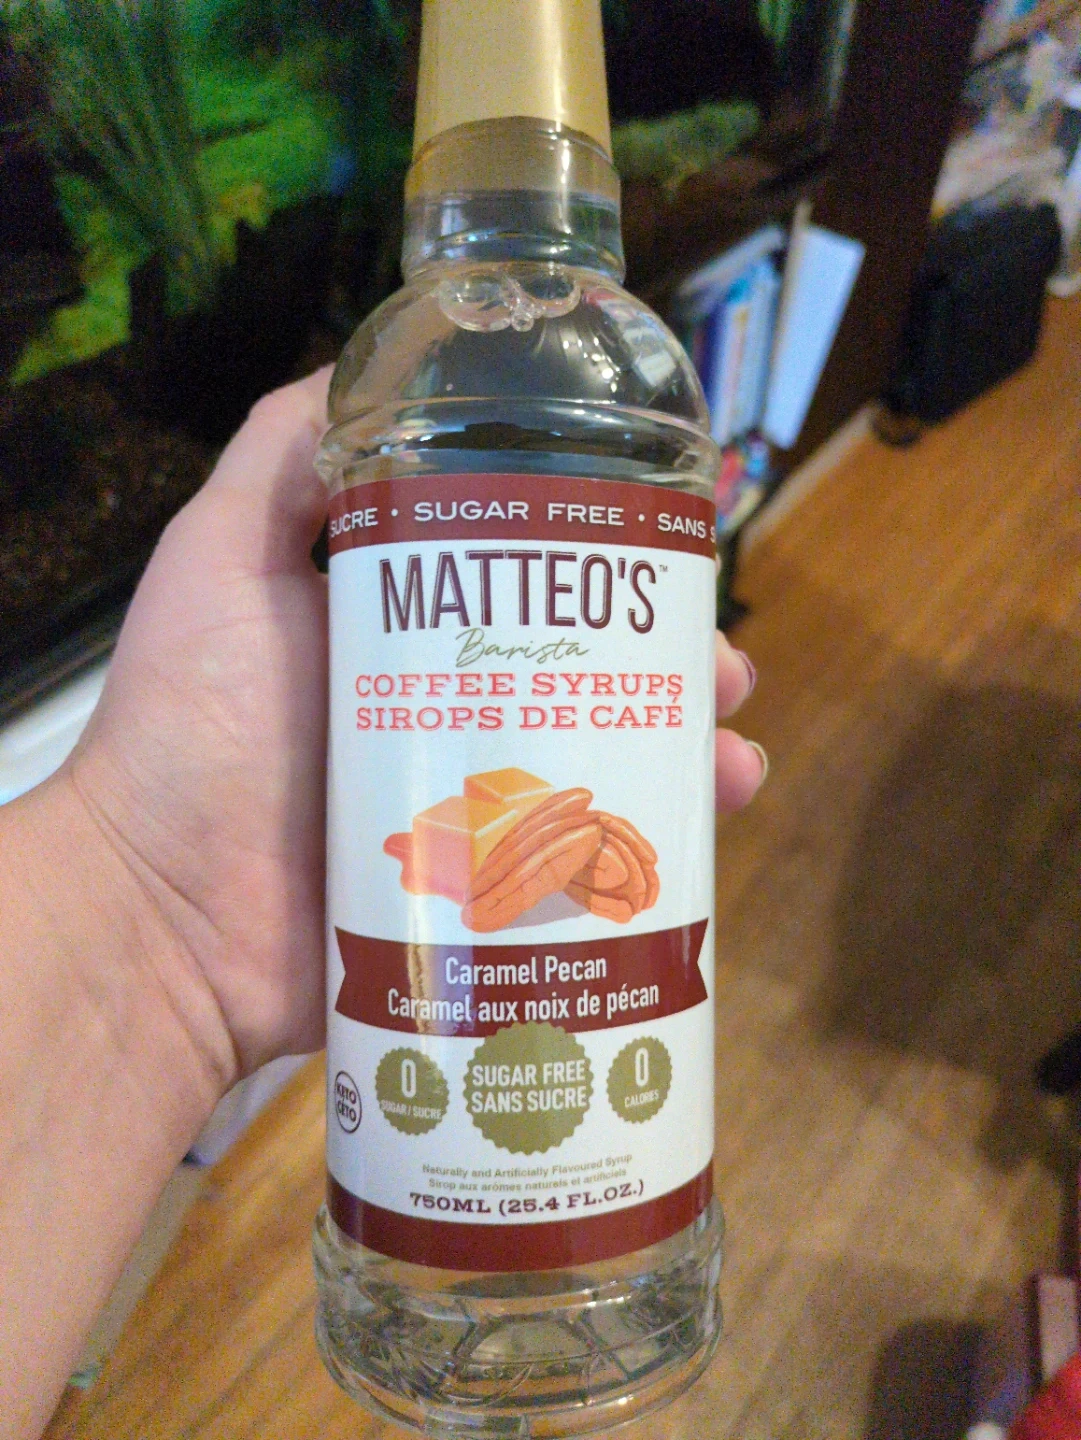 SUCRE • SUGAR FREE • SANS S
MATTEO'S™
Barista
COFFEE SYRUPS
SIROPS DE CAFÉ
Caramel Pecan
Caramel aux noix de pécan
KETO
CÉTO
0
SUGAR / SUCRE
SUGAR FREE
SANS SUCRE
0
CALORIES
Naturally and Artificially Flavoured Syrup
Sirop aux arômes naturels et artificiels
750ML (25.4 FL.OZ.)